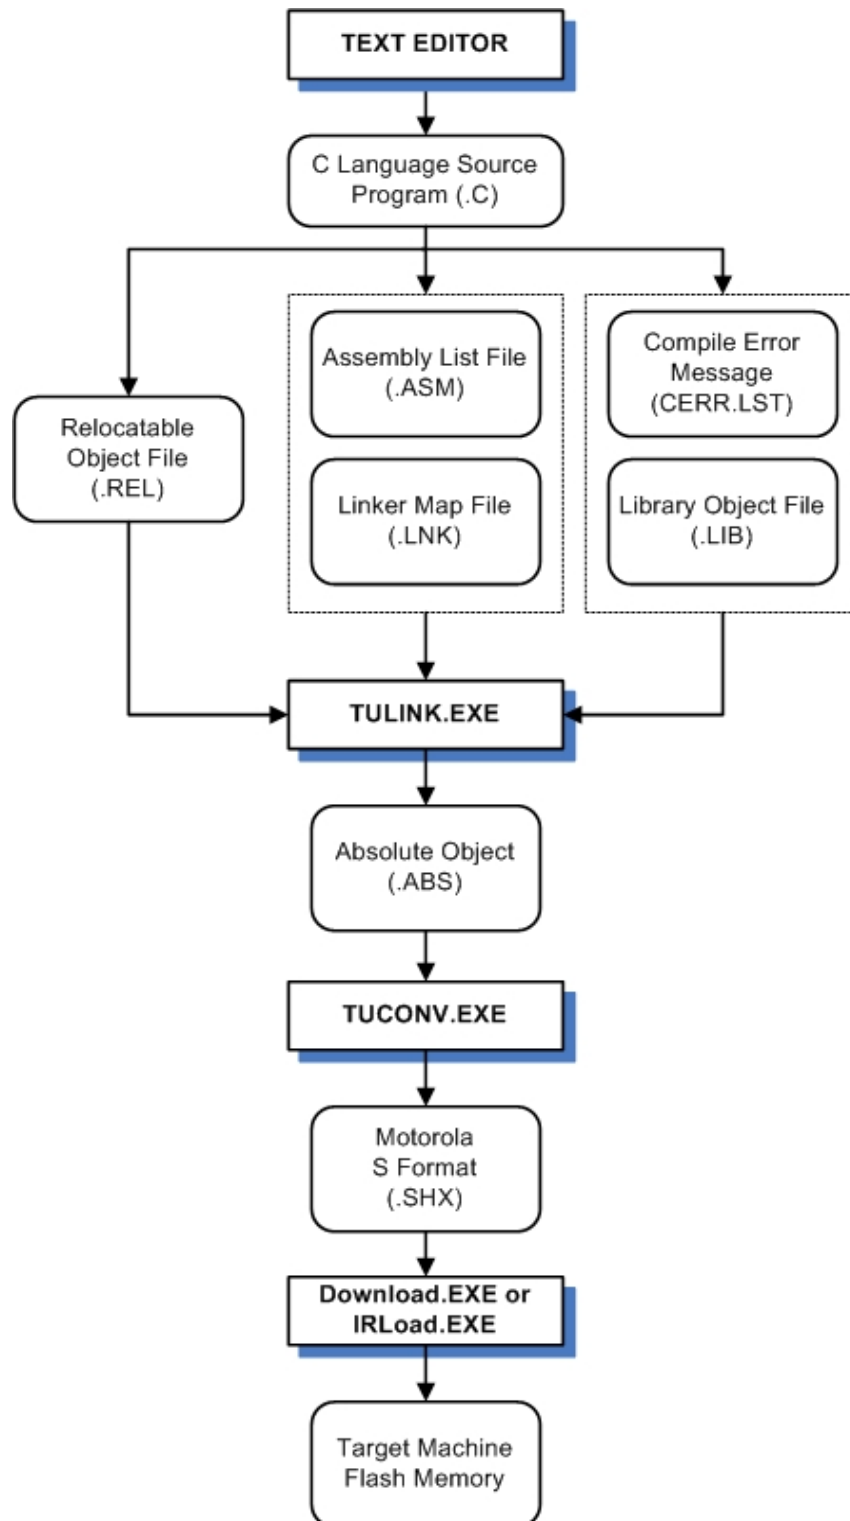 TEXT EDITOR
C Language Source
Program (.C)
Relocatable
Object File
(.REL)
Assembly List File
(.ASM)
Linker Map File
(.LNK)
Compile Error
Message
(CERR.LST)
Library Object File
(.LIB)
TULINK.EXE
Absolute Object
(.ABS)
TUCONV.EXE
Motorola
S Format
(.SHX)
Download.EXE or
IRLoad.EXE
Target Machine
Flash Memory